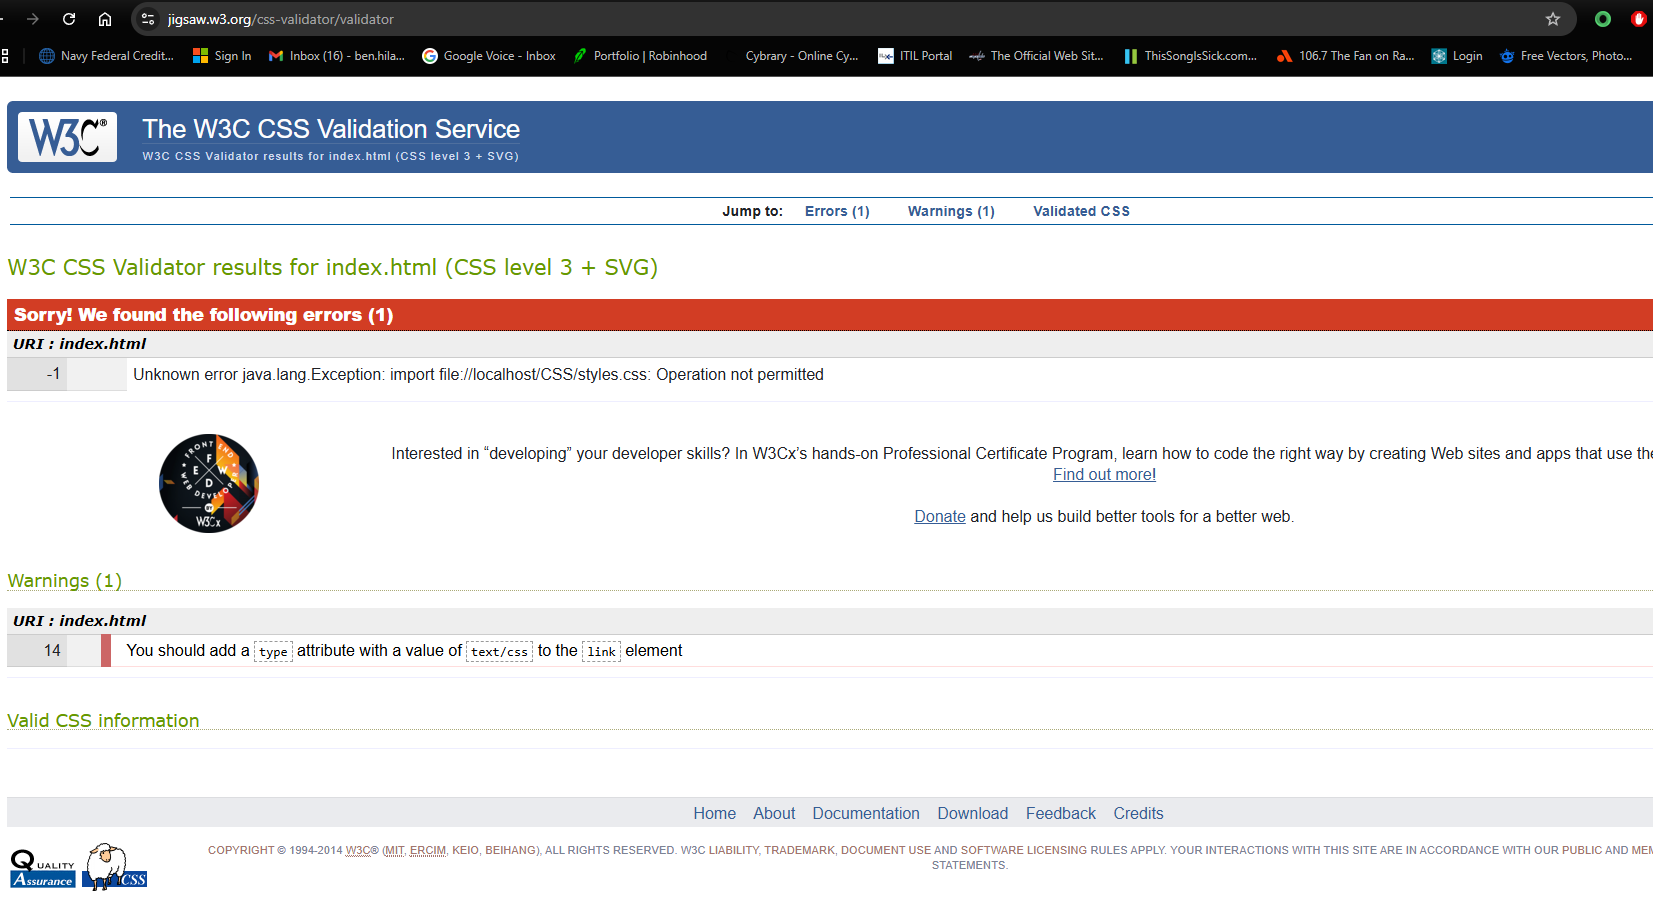 jigsaw.w3.org/css-validator/validator
Navy Federal Credit... Sign In Inbox (16) - ben.hila... Google Voice - Inbox Portfolio | Robinhood Cybrary - Online Cy... ITIL Portal The Official Web Sit... ThisSongIsSick.com... 106.7 The Fan on Ra... Login Free Vectors, Photo...
W3C® The W3C CSS Validation Service
W3C CSS Validator results for index.html (CSS level 3 + SVG)
Jump to: Errors (1) Warnings (1) Validated CSS
W3C CSS Validator results for index.html (CSS level 3 + SVG)
Sorry! We found the following errors (1)
URI : index.html
-1 Unknown error java.lang.Exception: import file://localhost/CSS/styles.css: Operation not permitted
FRONT END
WEB DEVELOPER
F E W D
BY
W3Cx
Interested in “developing” your developer skills? In W3Cx’s hands-on Professional Certificate Program, learn how to code the right way by creating Web sites and apps that use the
Find out more!
Donate and help us build better tools for a better web.
Warnings (1)
URI : index.html
14 You should add a type attribute with a value of text/css to the link element
Valid CSS information
Home About Documentation Download Feedback Credits
QUALITY
Assurance
CSS
COPYRIGHT © 1994-2014 W3C® (MIT, ERCIM, KEIO, BEIHANG), ALL RIGHTS RESERVED. W3C LIABILITY, TRADEMARK, DOCUMENT USE AND SOFTWARE LICENSING RULES APPLY. YOUR INTERACTIONS WITH THIS SITE ARE IN ACCORDANCE WITH OUR PUBLIC AND MEM
STATEMENTS.